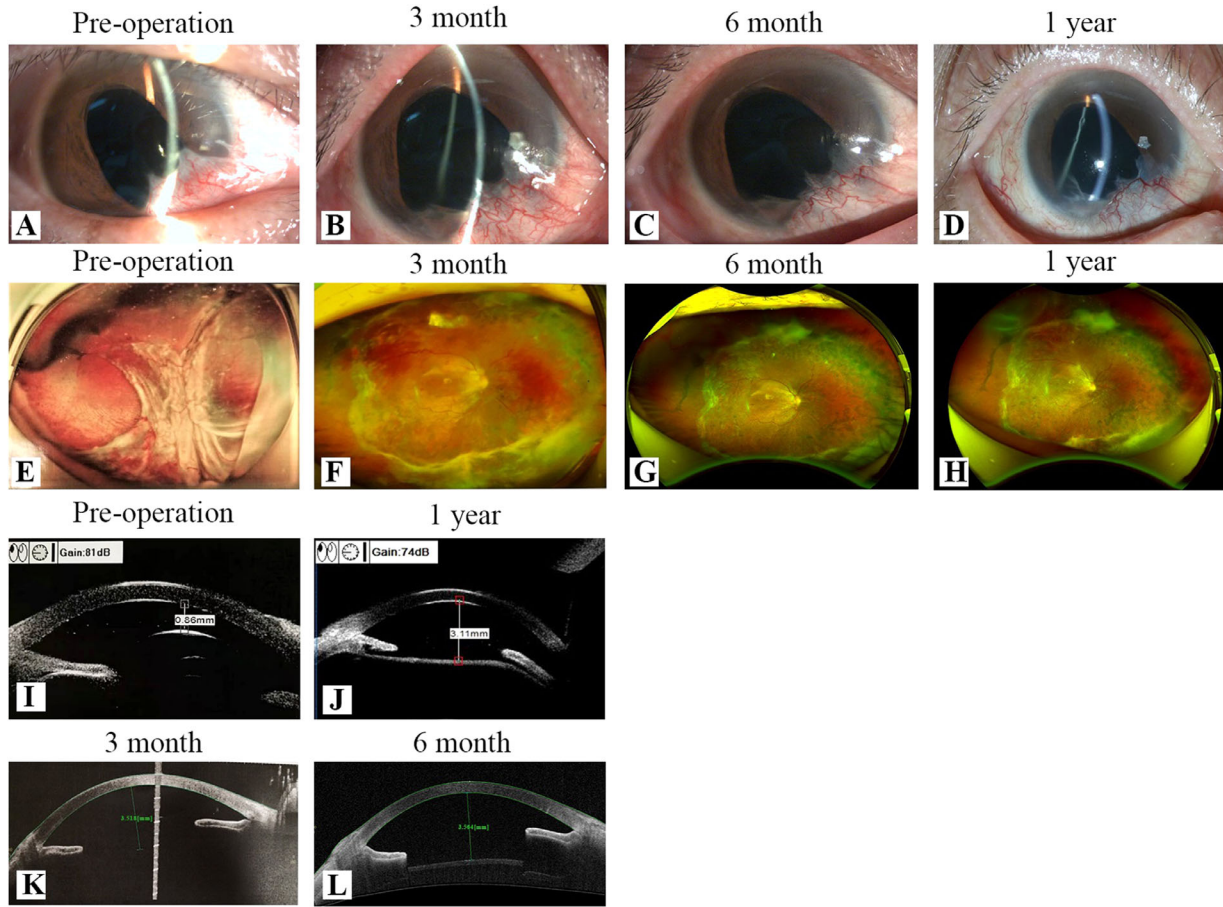 Pre-operation
3 month
6 month
1 year
A
B
C
D
Pre-operation
3 month
6 month
1 year
E
F
G
H
Pre-operation
1 year
Gain:81dB
0.86mm
I
Gain:74dB
3.11mm
J
3 month
6 month
K
L